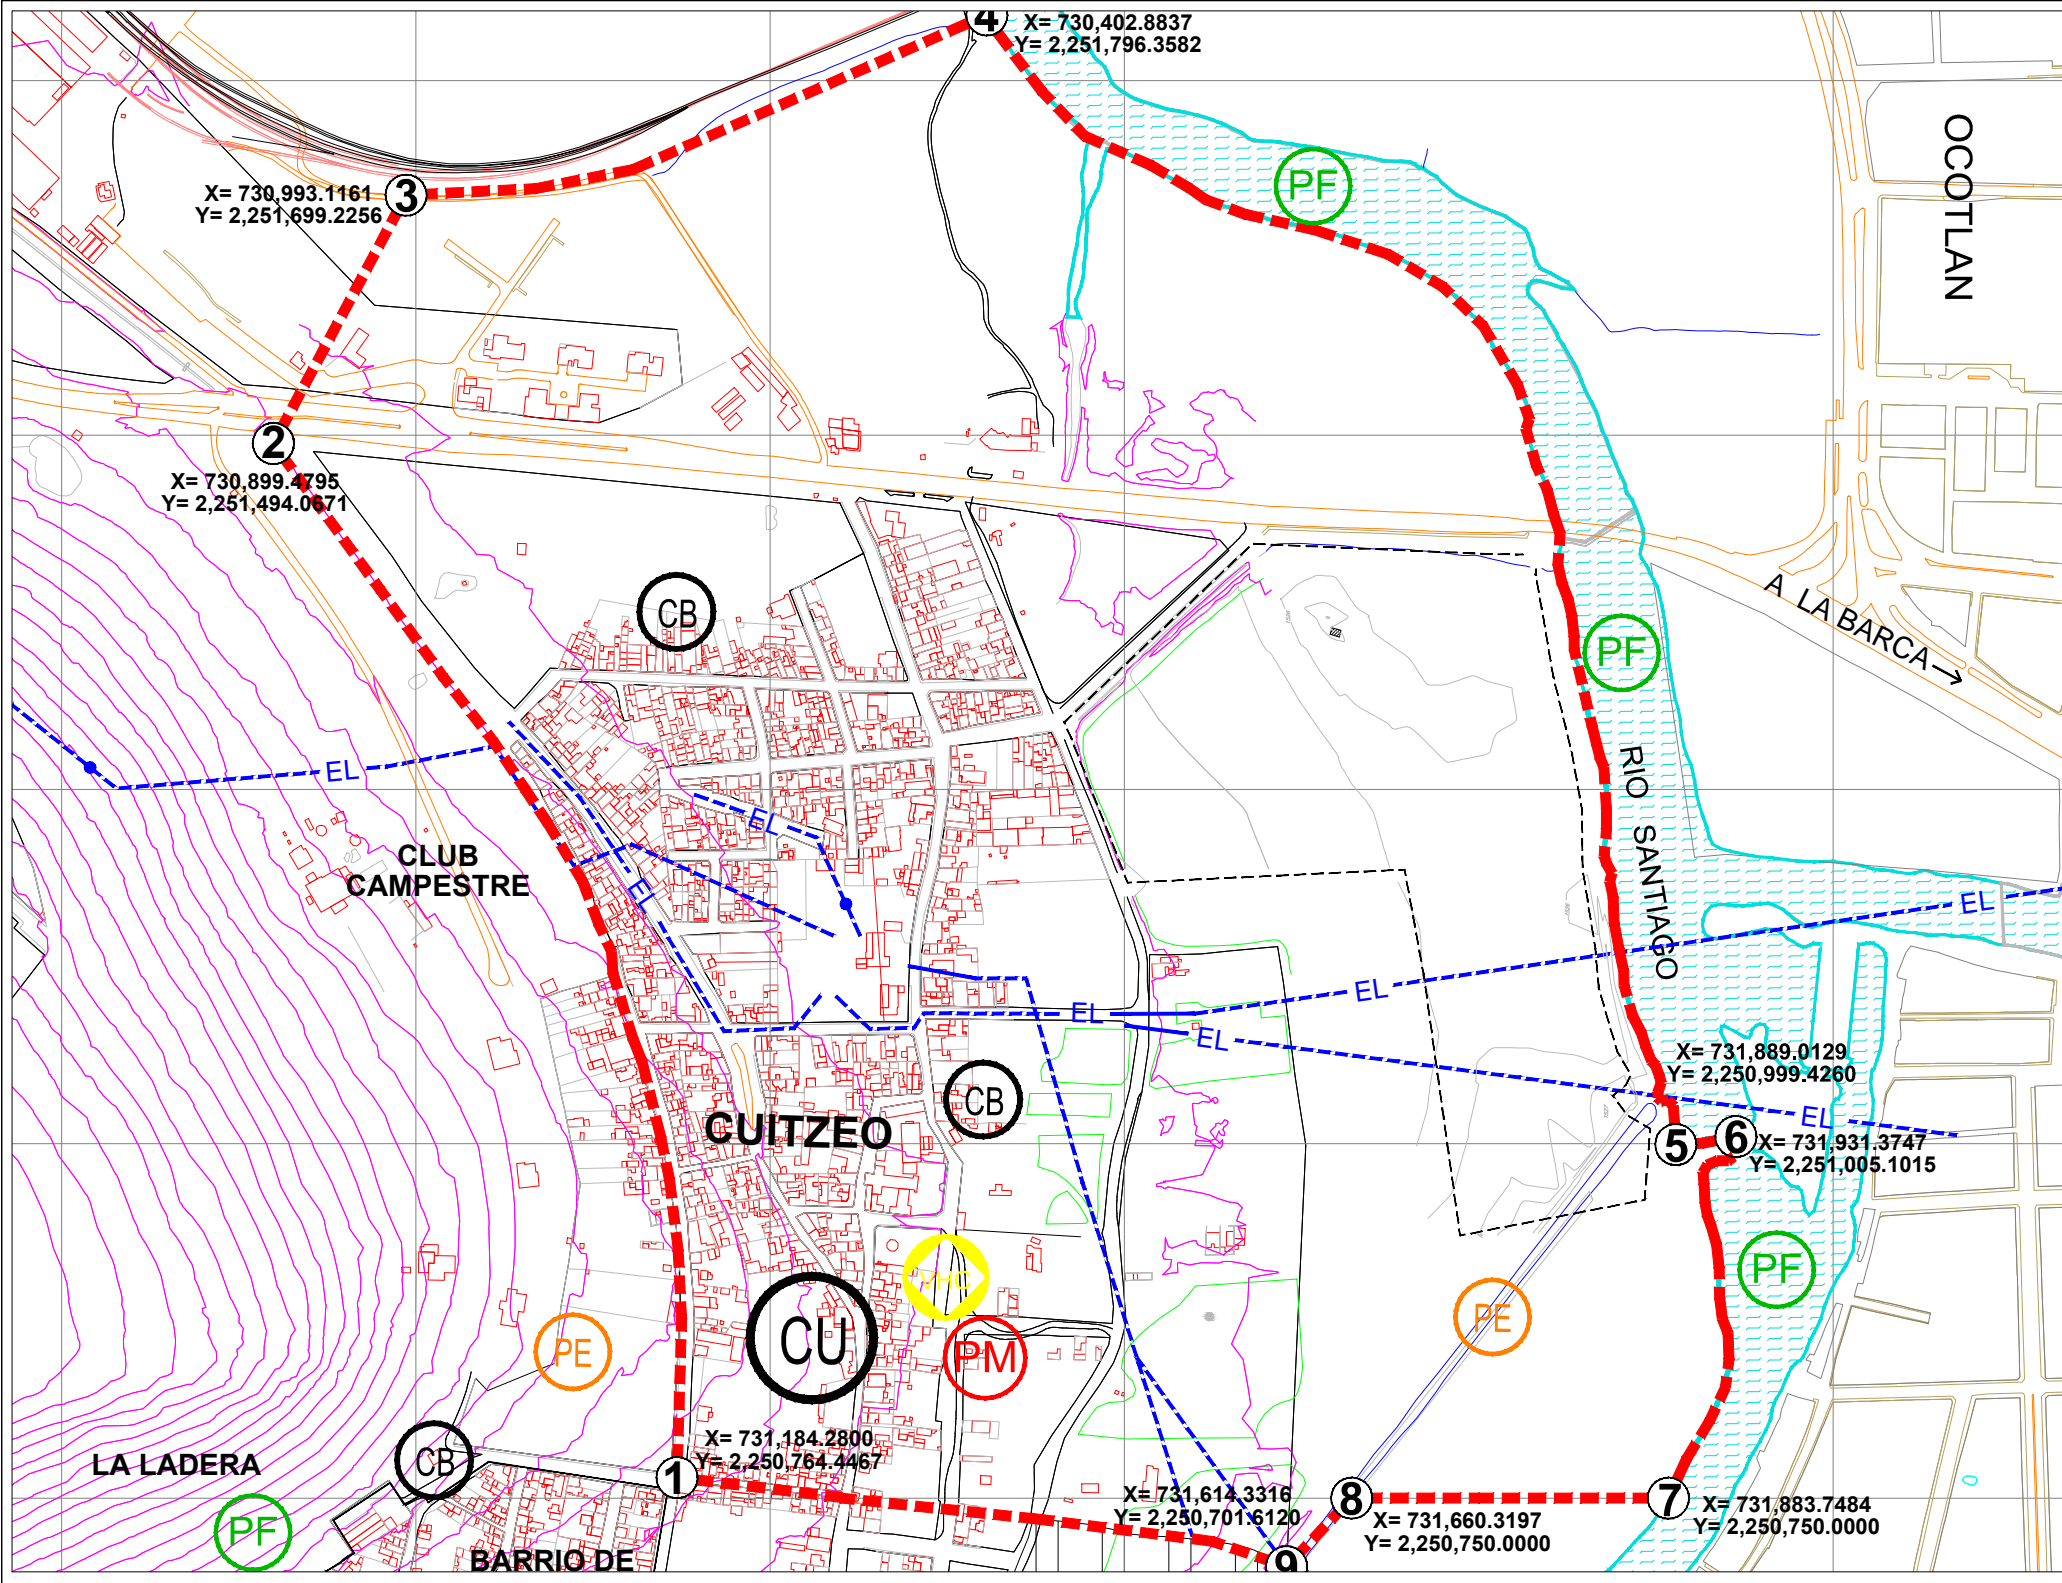 4
X= 730,402.8837
Y= 2,251,796.3582
OCOTLAN
PF
3
X= 730,993.1161
Y= 2,251,699.2256
2
X= 730,899.4795
Y= 2,251,494.0671
CB
A LA BARCA
PF
EL
RIO SANTIAGO
EL
CLUB
CAMPESTRE
EL
EL
EL
EL
EL
X= 731,889.0129
Y= 2,250,999.4260
CB
CUITZEO
EL
5
6
X= 731,931.3747
Y= 2,251,005.1015
PF
VHC
PE
CU
PM
PE
X= 731,184.2800
Y= 2,250,764.4467
LA LADERA
CB
1
X= 731,614.3316
Y= 2,250,701.6120
8
7
X= 731,660.3197
Y= 2,250,750.0000
X= 731,883.7484
Y= 2,250,750.0000
PF
BARRIO DE
9